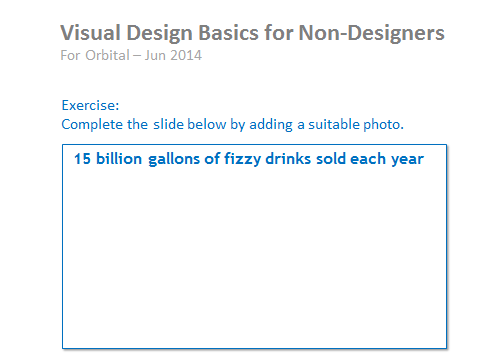 Visual Design Basics for Non-Designers
For Orbital – Jun 2014
Exercise:
Complete the slide below by adding a suitable photo.
15 billion gallons of fizzy drinks sold each year